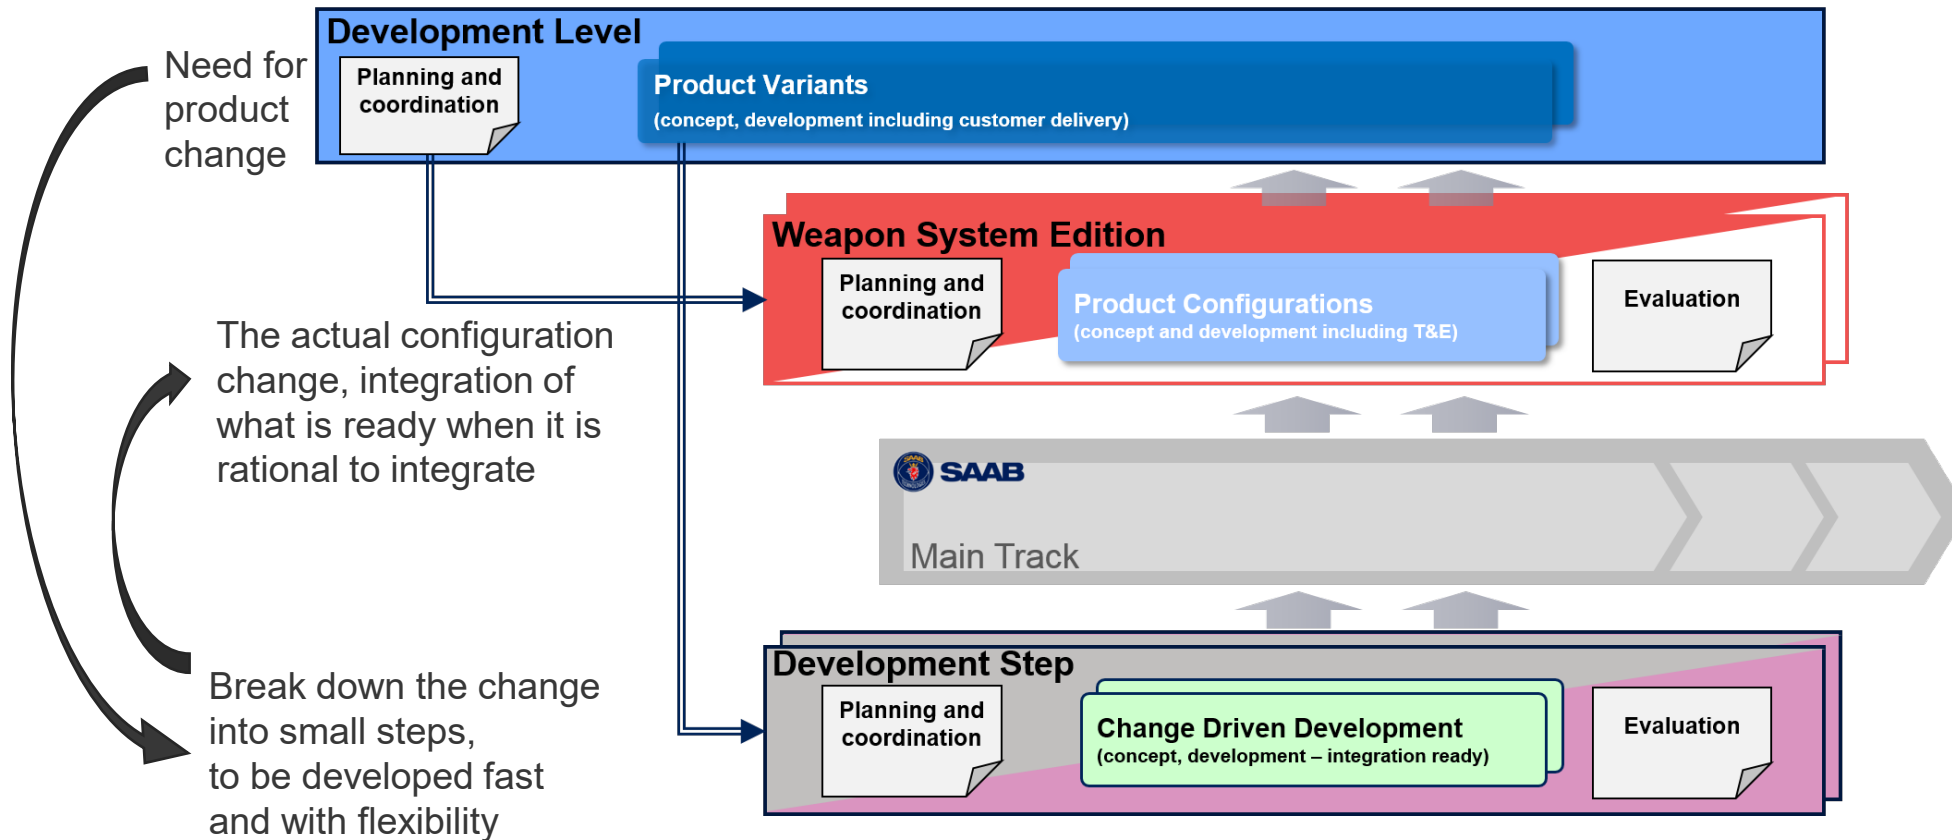 Development Level
Need for
product
change
Planning and
coordination
Product Variants
(concept, development including customer delivery)
Weapon System Edition
Planning and
coordination
Product Configurations
(concept and development including T&E)
Evaluation
The actual configuration
change, integration of
what is ready when it is
rational to integrate
SAAB
SAAB
Main Track
Development Step
Planning and
coordination
Change Driven Development
(concept, development – integration ready)
Evaluation
Break down the change
into small steps,
to be developed fast
and with flexibility